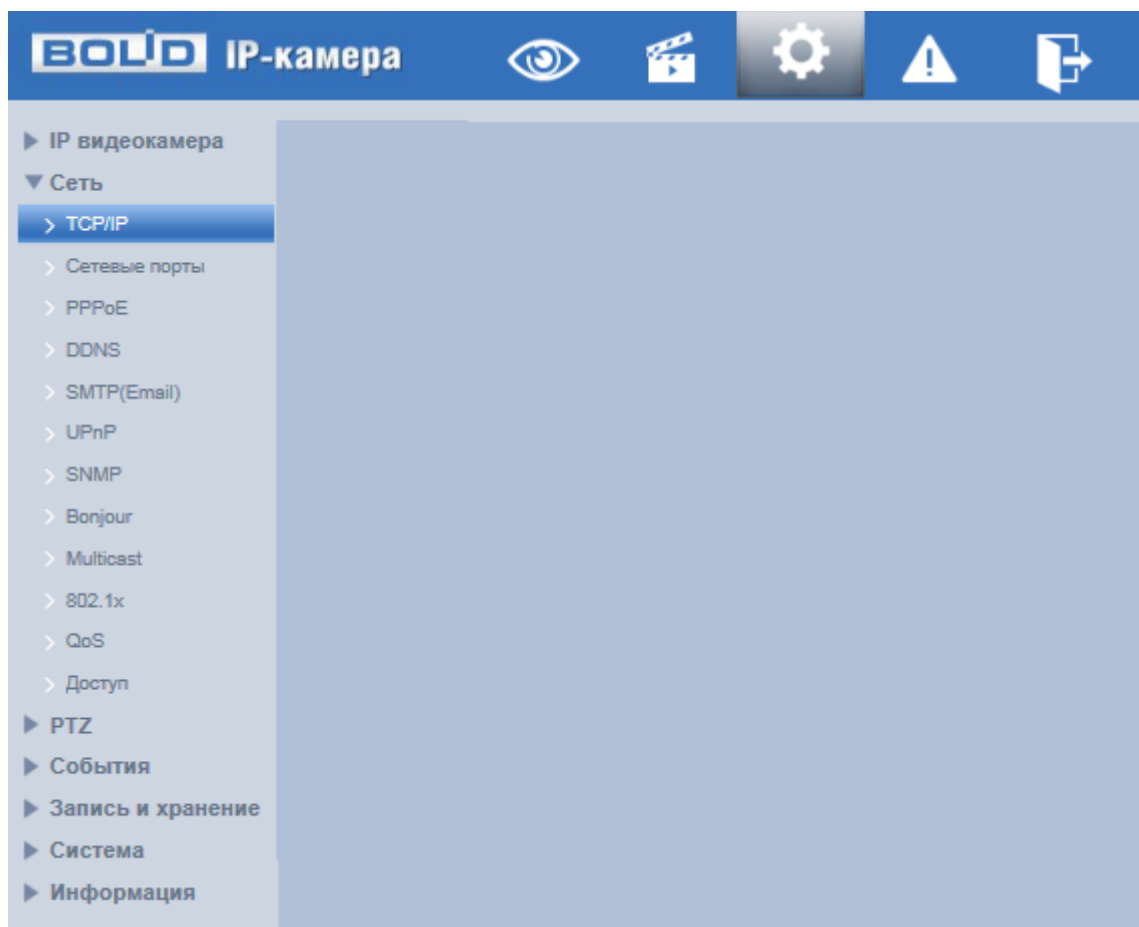 BOLID IP-камера
IP видеокамера
Сеть
TCP/IP
Сетевые порты
PPPoE
DDNS
SMTP(Email)
UPnP
SNMP
Bonjour
Multicast
802.1x
QoS
Доступ
PTZ
События
Запись и хранение
Система
Информация